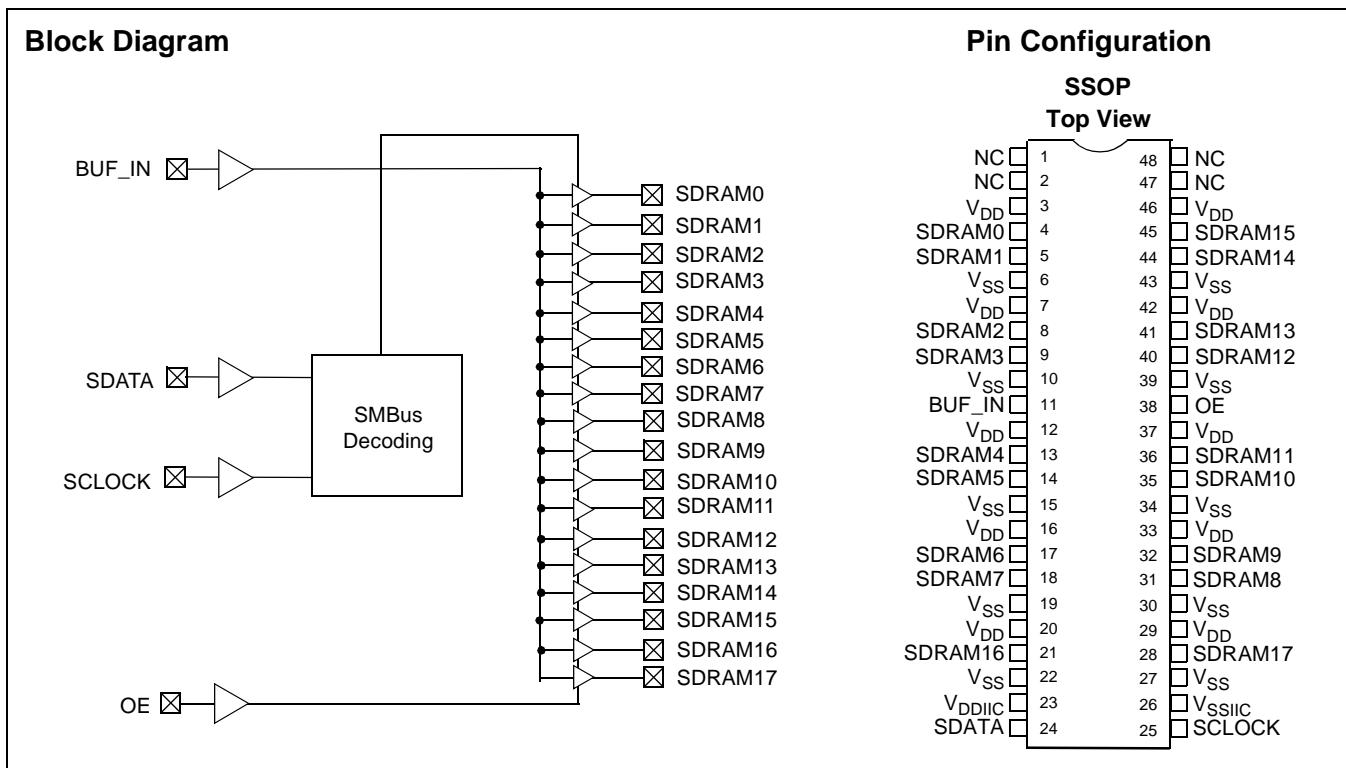 Block Diagram
BUF_IN
SDATA
SCLOCK
OE
SMBus
Decoding
SDRAM0
SDRAM1
SDRAM2
SDRAM3
SDRAM4
SDRAM5
SDRAM6
SDRAM7
SDRAM8
SDRAM9
SDRAM10
SDRAM11
SDRAM12
SDRAM13
SDRAM14
SDRAM15
SDRAM16
SDRAM17
Pin Configuration
SSOP
Top View
NC 1 48 NC
NC 2 47 NC
VDD 3 46 VDD
SDRAM0 4 45 SDRAM15
SDRAM1 5 44 SDRAM14
VSS 6 43 VSS
VDD 7 42 VDD
SDRAM2 8 41 SDRAM13
SDRAM3 9 40 SDRAM12
VSS 10 39 VSS
BUF_IN 11 38 OE
VDD 12 37 VDD
SDRAM4 13 36 SDRAM11
SDRAM5 14 35 SDRAM10
VSS 15 34 VSS
VDD 16 33 VDD
SDRAM6 17 32 SDRAM9
SDRAM7 18 31 SDRAM8
VSS 19 30 VSS
VDD 20 29 VDD
SDRAM16 21 28 SDRAM17
VSS 22 27 VSS
VDDIIC 23 26 VSSIIC
SDATA 24 25 SCLOCK